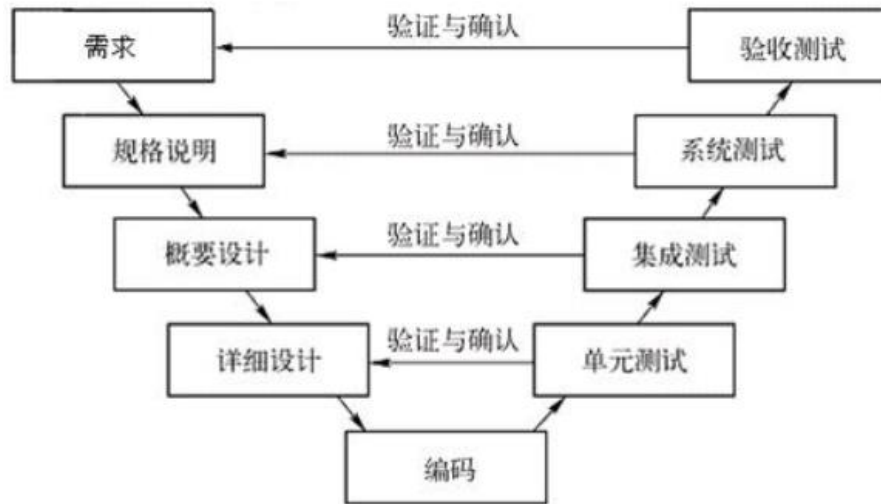 需求
验证与确认
验收测试
规格说明
验证与确认
系统测试
概要设计
验证与确认
集成测试
详细设计
验证与确认
单元测试
编码